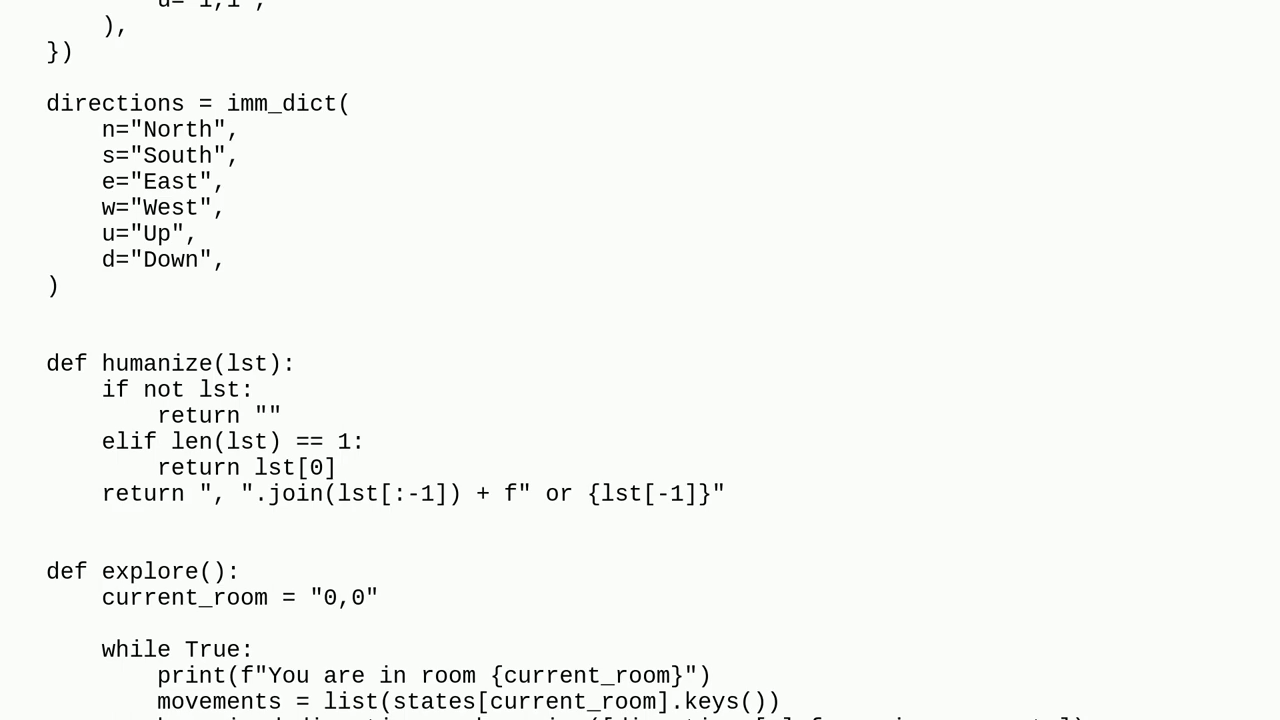 ),
})
directions = imm_dict(
n="North",
s="South",
e="East",
w="West",
u="Up",
d="Down",
)
def humanize(lst):
if not lst:
return ""
elif len(lst) == 1:
return lst[0]
return ", ".join(lst[:-1]) + f" or {lst[-1]}"
def explore():
current_room = "0,0"
while True:
print(f"You are in room {current_room}")
movements = list(states[current_room].keys())